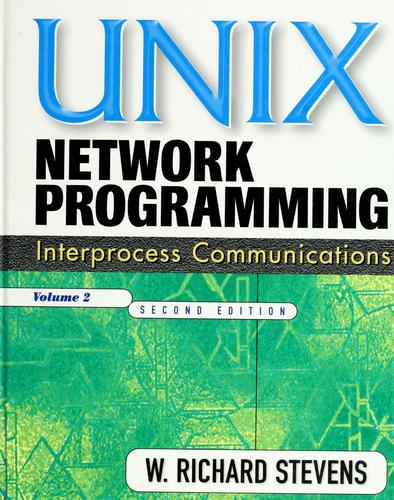 UNIX
NETWORK
PROGRAMMING
Interprocess Communications
Volume 2
SECOND EDITION
W. RICHARD STEVENS